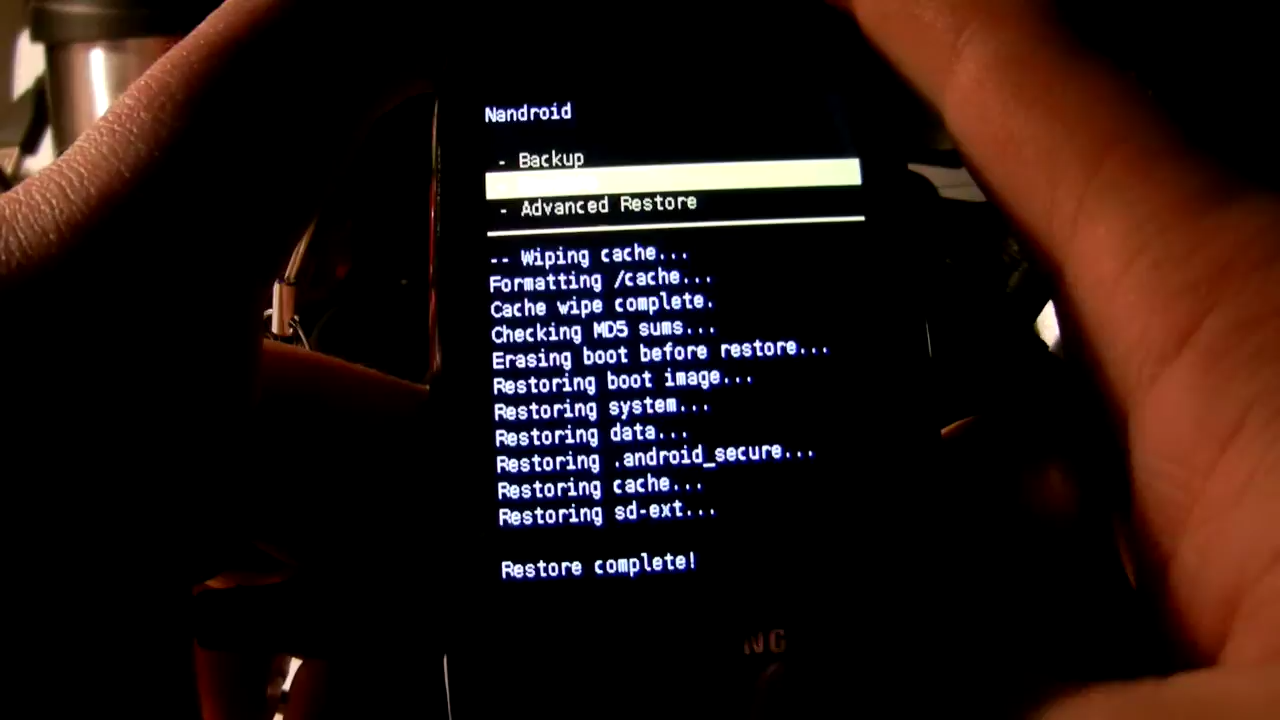 Nandroid
- Backup
- Advanced Restore
-- Wiping cache...
Formatting /cache...
Cache wipe complete.
Checking MD5 sums...
Erasing boot before restore...
Restoring boot image...
Restoring system...
Restoring data...
Restoring .android_secure...
Restoring cache...
Restoring sd-ext...
Restore complete!
NG